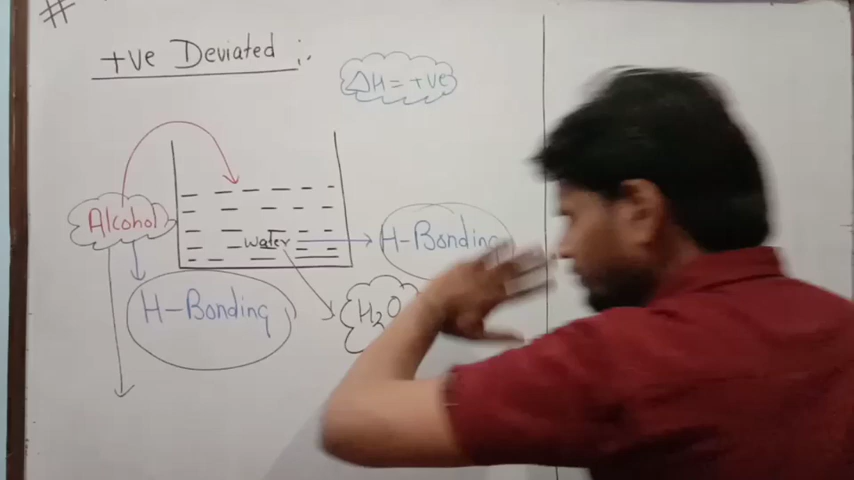 #
+ve Deviated :-
ΔH = +ve
Alcohol
water
H-Bonding
H-Bonding
H₂O